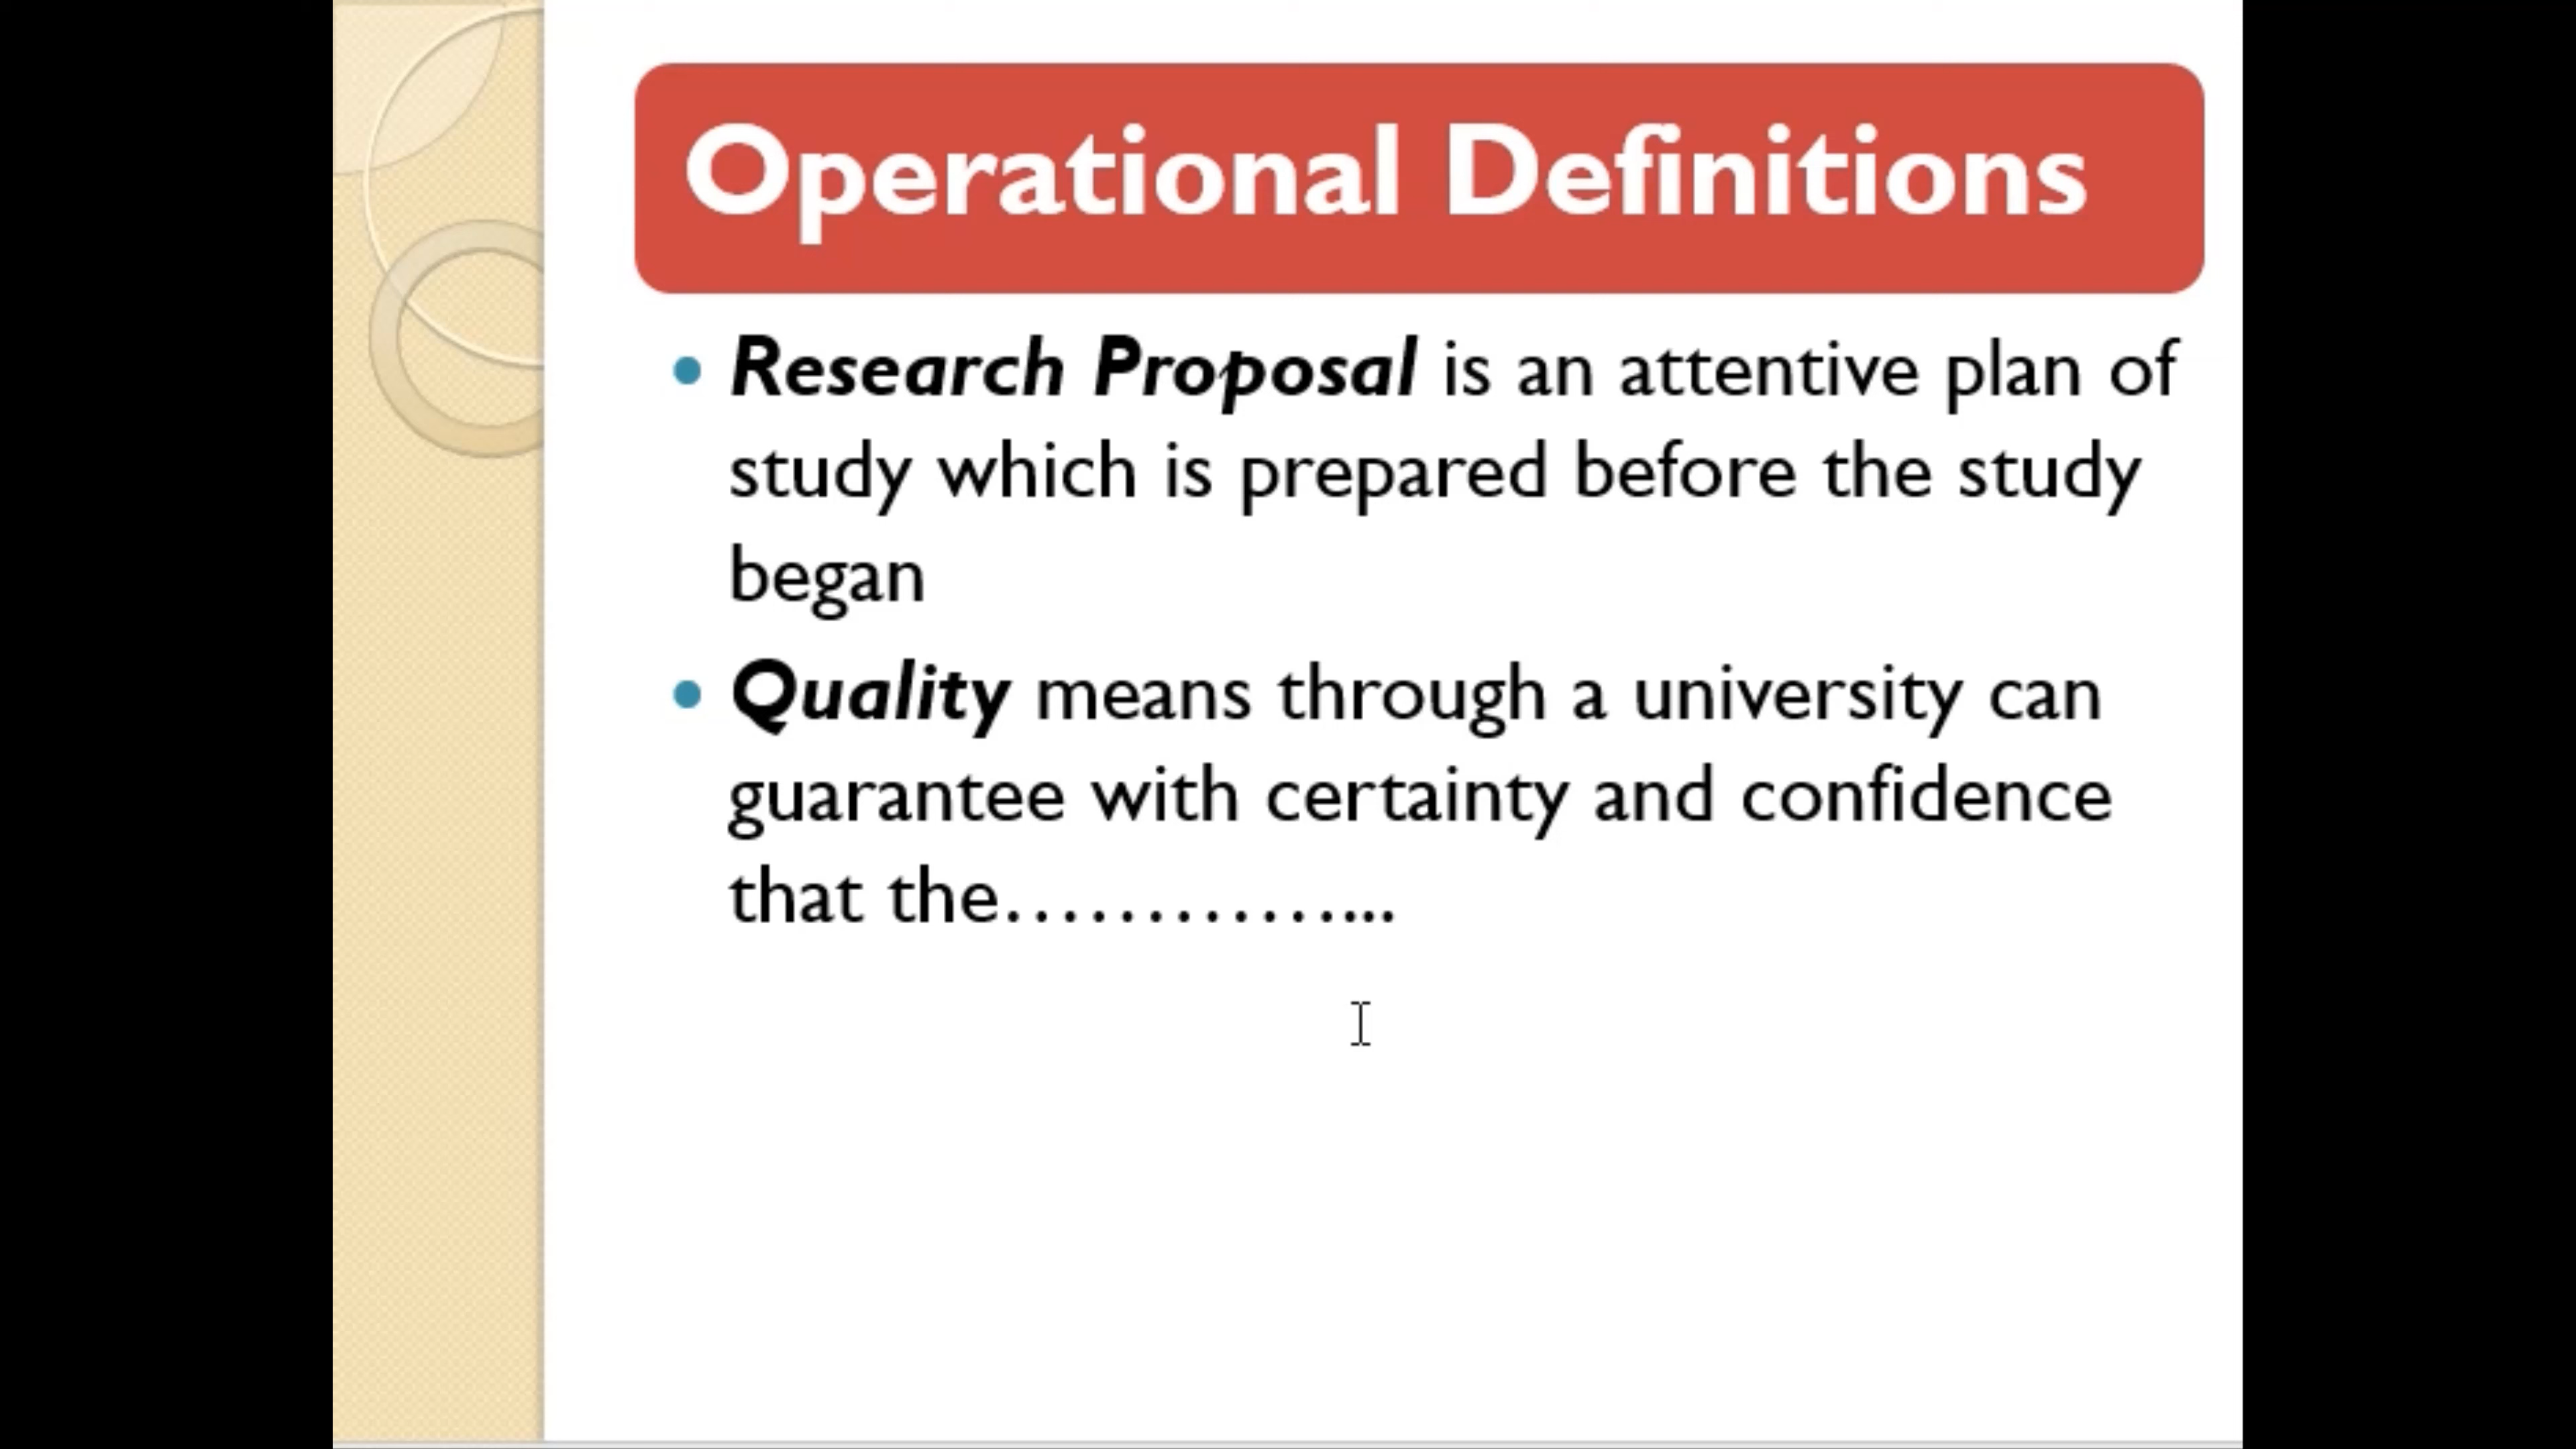 Operational Definitions
• Research Proposal is an attentive plan of
study which is prepared before the study
began
• Quality means through a university can
guarantee with certainty and confidence
that the…………...